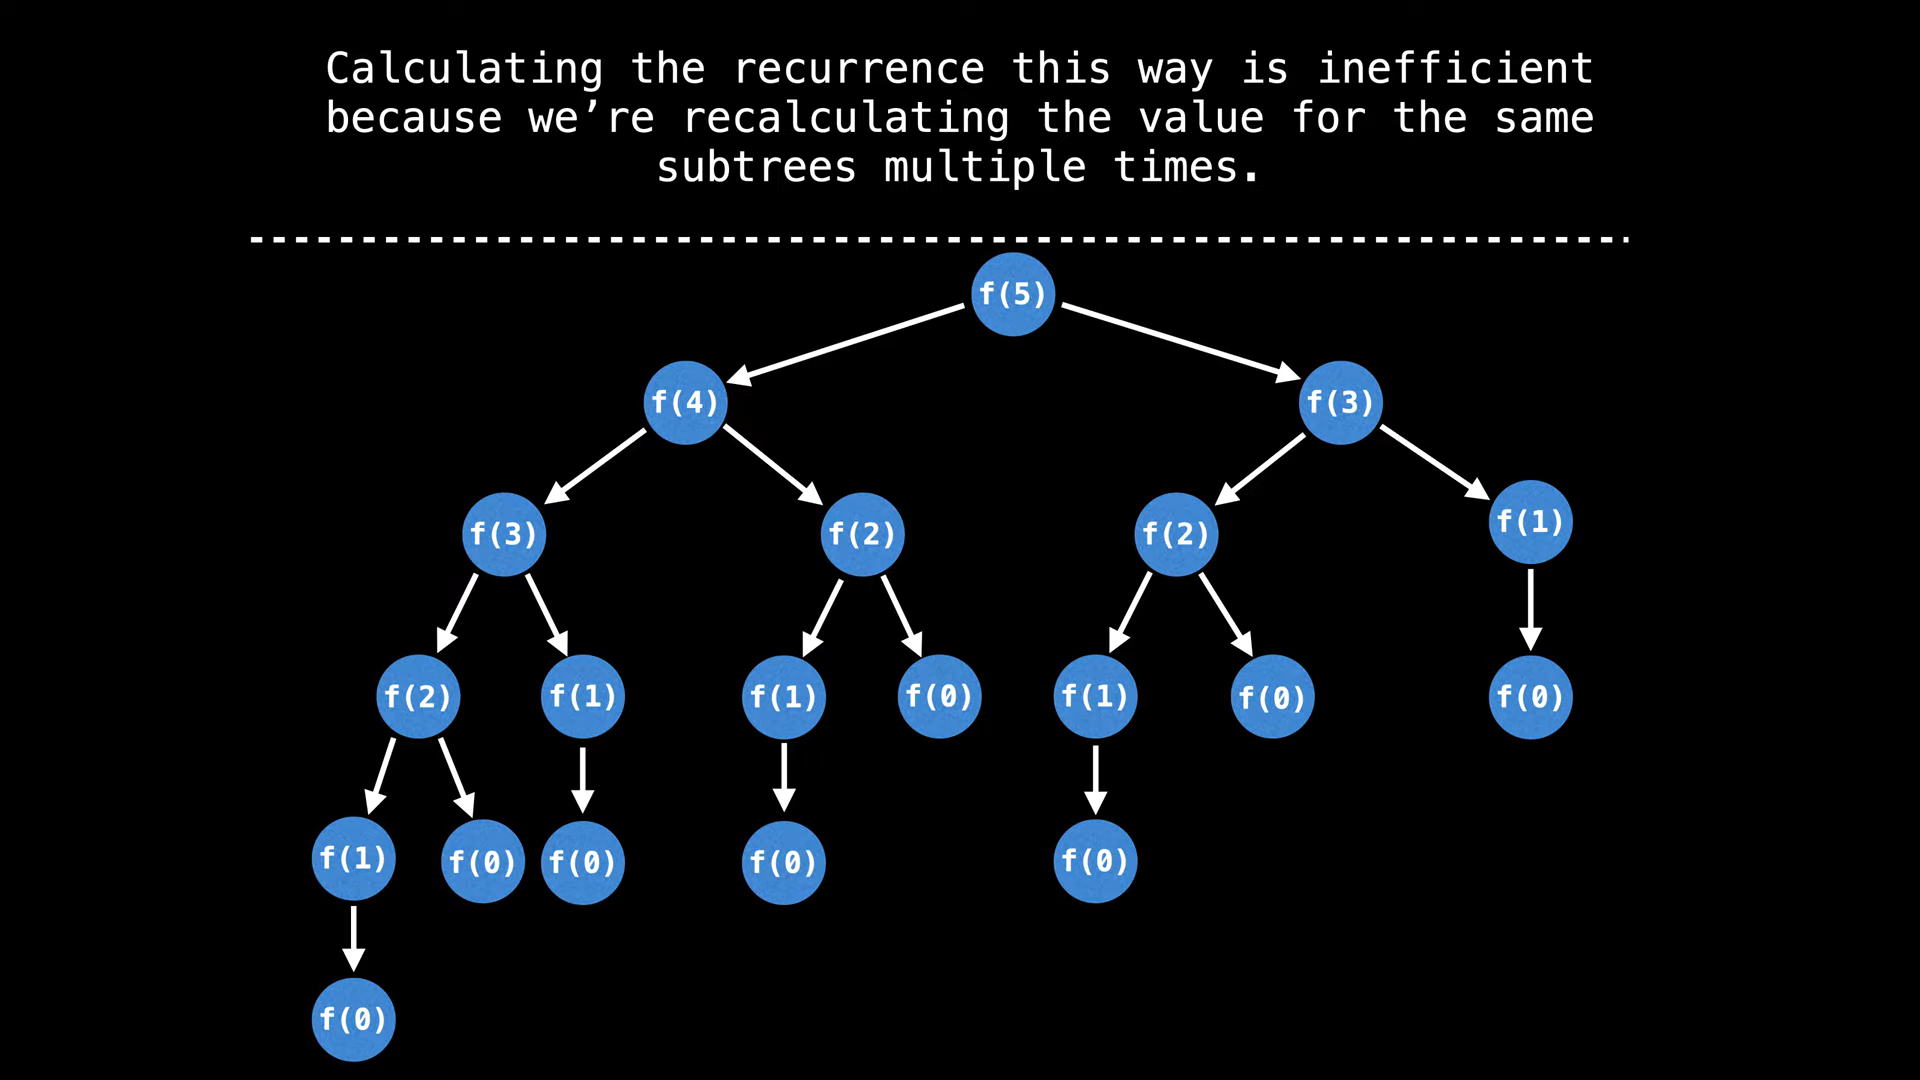 Calculating the recurrence this way is inefficient
because we’re recalculating the value for the same
subtrees multiple times.
f(5)
f(4)
f(3)
f(3)
f(2)
f(2)
f(1)
f(2)
f(1)
f(1)
f(0)
f(1)
f(0)
f(0)
f(1)
f(0)
f(0)
f(0)
f(0)
f(0)